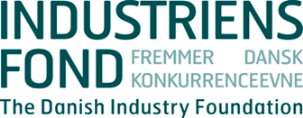 INDUSTRIENS
FOND FREMMER DANSK
KONKURRENCEEVNE
The Danish Industry Foundation